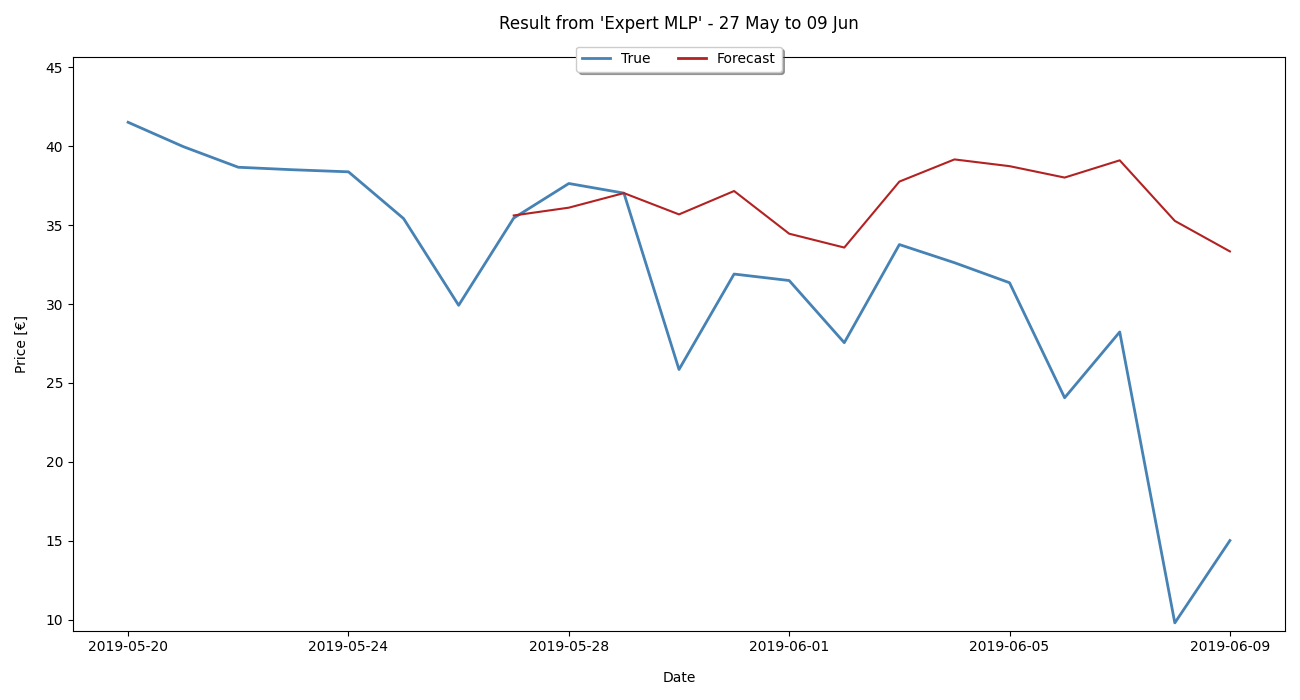 Result from 'Expert MLP' - 27 May to 09 Jun
True
Forecast
45
40
35
30
25
20
15
10
Price [€]
2019-05-20
2019-05-24
2019-05-28
2019-06-01
2019-06-05
2019-06-09
Date